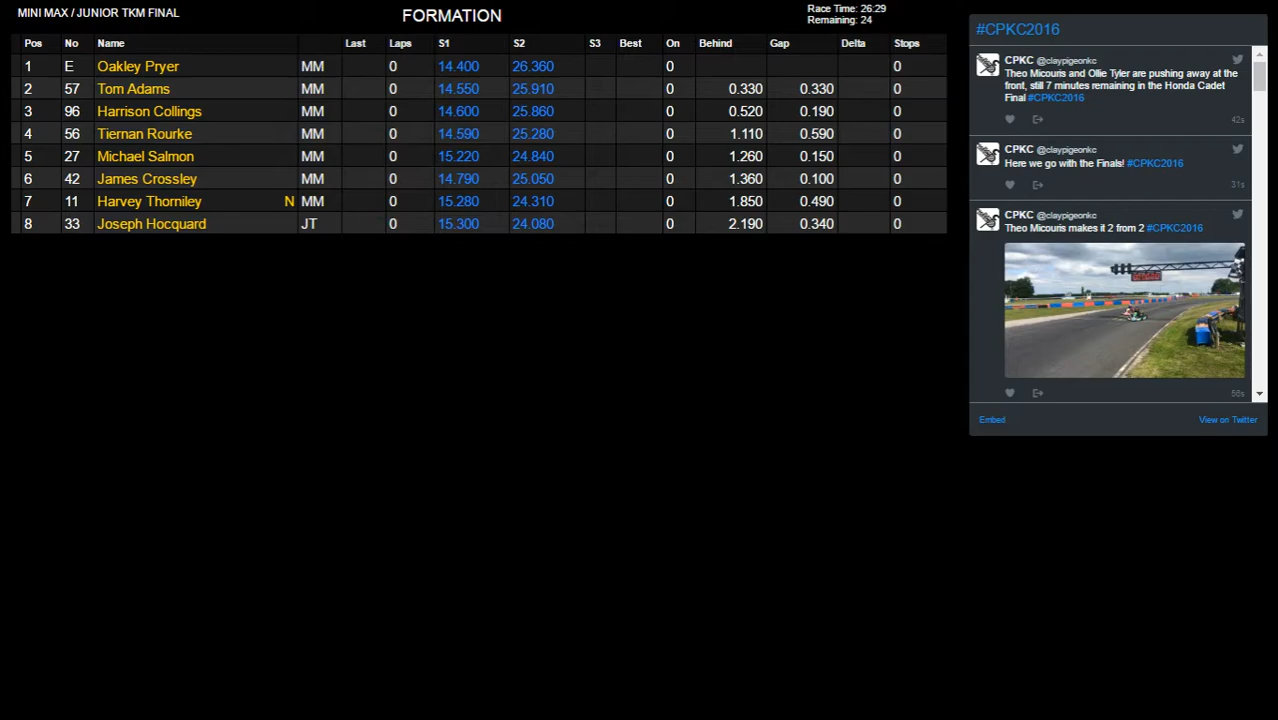 MINI MAX / JUNIOR TKM FINAL
FORMATION
Race Time: 26:29
Remaining: 24
Pos No Name Last Laps S1 S2 S3 Best On Behind Gap Delta Stops
1 E Oakley Pryer MM 0 14.400 26.360 0 0
2 57 Tom Adams MM 0 14.550 25.910 0 0.330 0.330 0
3 96 Harrison Collings MM 0 14.600 25.860 0 0.520 0.190 0
4 56 Tiernan Rourke MM 0 14.590 25.280 0 1.110 0.590 0
5 27 Michael Salmon MM 0 15.220 24.840 0 1.260 0.150 0
6 42 James Crossley MM 0 14.790 25.050 0 1.360 0.100 0
7 11 Harvey Thorniley N MM 0 15.280 24.310 0 1.850 0.490 0
8 33 Joseph Hocquard JT 0 15.300 24.080 0 2.190 0.340 0
#CPKC2016
CPKC @claypigeonkc
Theo Micouris and Ollie Tyler are pushing away at the
front, still 7 minutes remaining in the Honda Cadet
Final #CPKC2016
42s
CPKC @claypigeonkc
Here we go with the Finals! #CPKC2016
31s
CPKC @claypigeonkc
Theo Micouris makes it 2 from 2 #CPKC2016
56s
Embed
View on Twitter